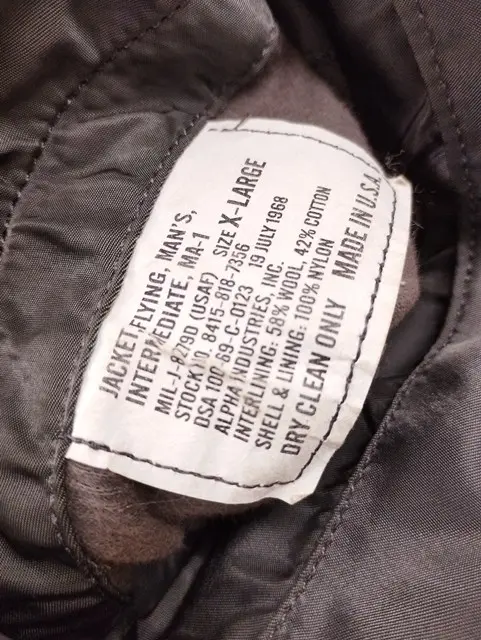 JACKET, FLYING, MAN'S,
INTERMEDIATE, MA-1
MIL-J-8279D (USAF) SIZE X-LARGE
STOCK NO. 8415-818-7356
DSA 100-69-C-0123 19 JULY 1968
ALPHA INDUSTRIES, INC.
INTERLINING: 58% WOOL, 42% COTTON
SHELL & LINING: 100% NYLON
DRY CLEAN ONLY MADE IN U.S.A.